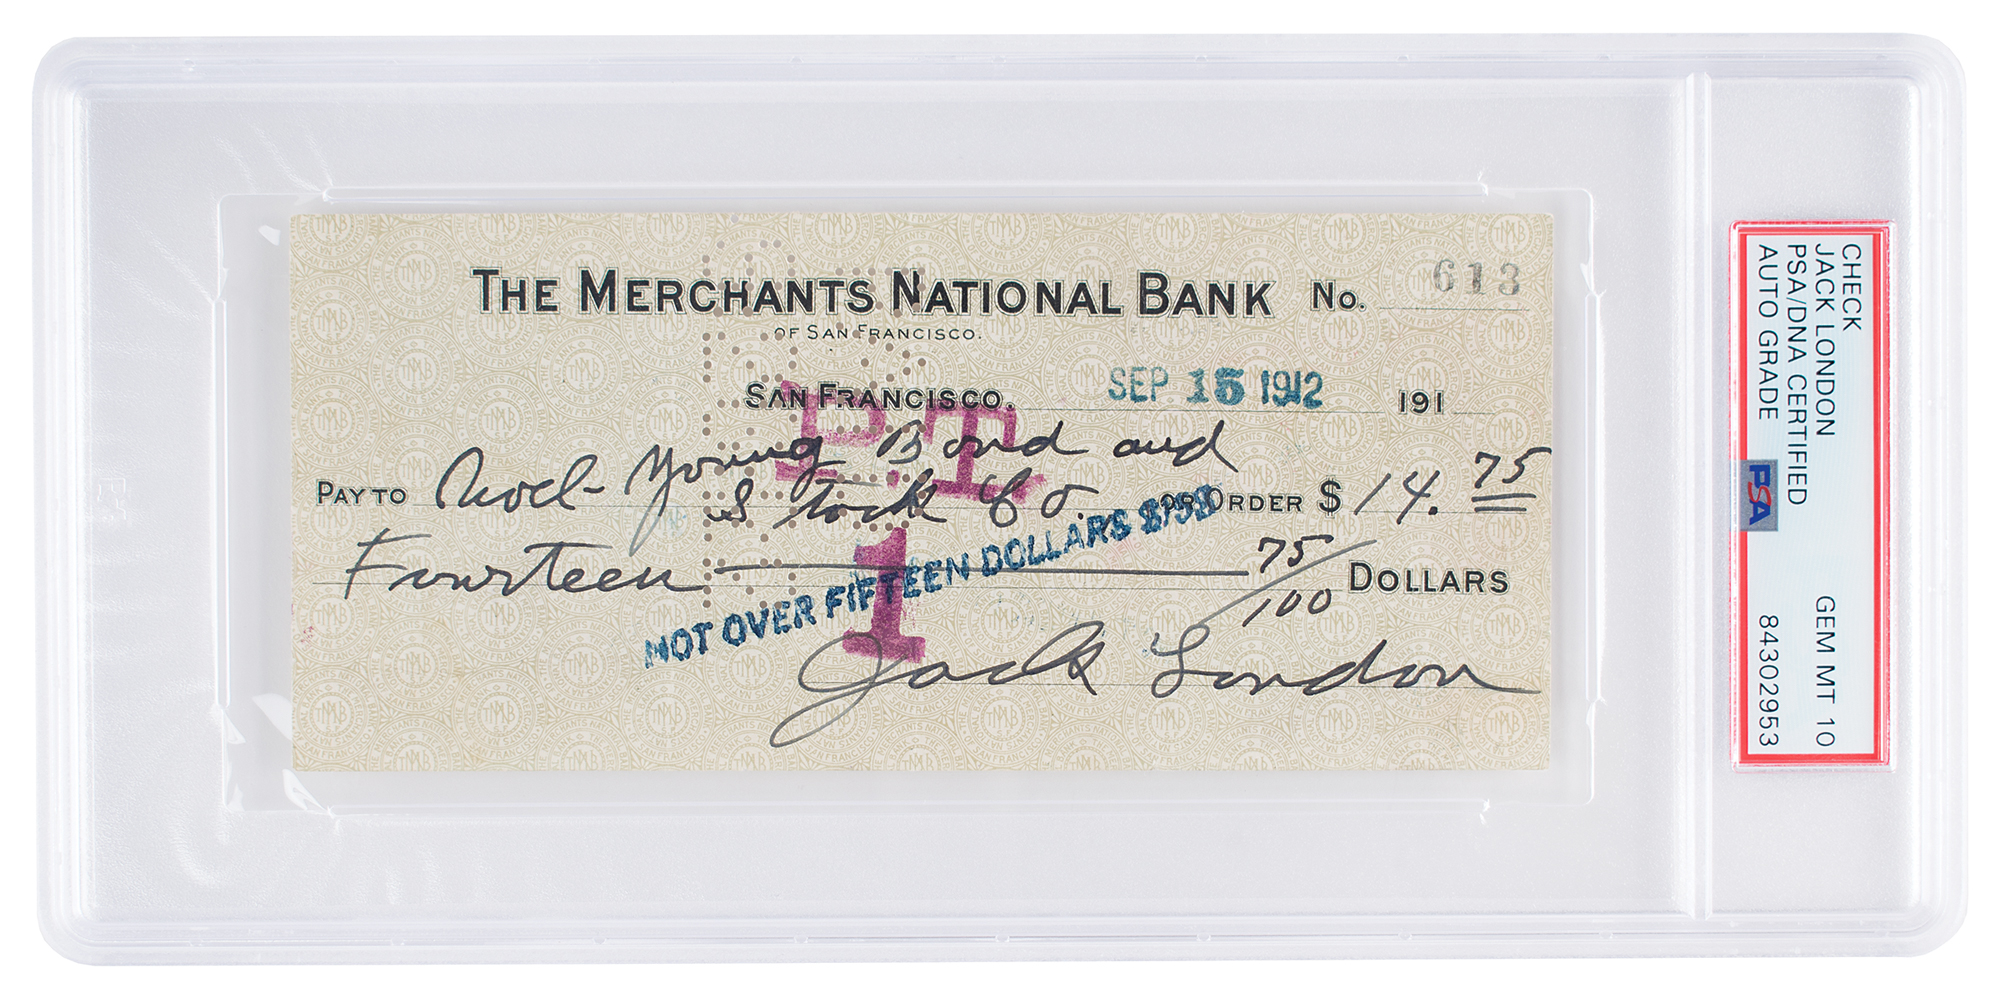 THE MERCHANTS NATIONAL BANK No. 613
OF SAN FRANCISCO.
SAN FRANCISCO, SEP 16 1912 191
P.T.
PAY TO Noel-Young Bond and
Stock Co. OR ORDER $ 14.75
Fourteen 75/100 DOLLARS
1
NOT OVER FIFTEEN DOLLARS $15$
Jack London
CHECK
JACK LONDON
PSA/DNA CERTIFIED GEM MT 10
AUTO GRADE 84302953
PSA